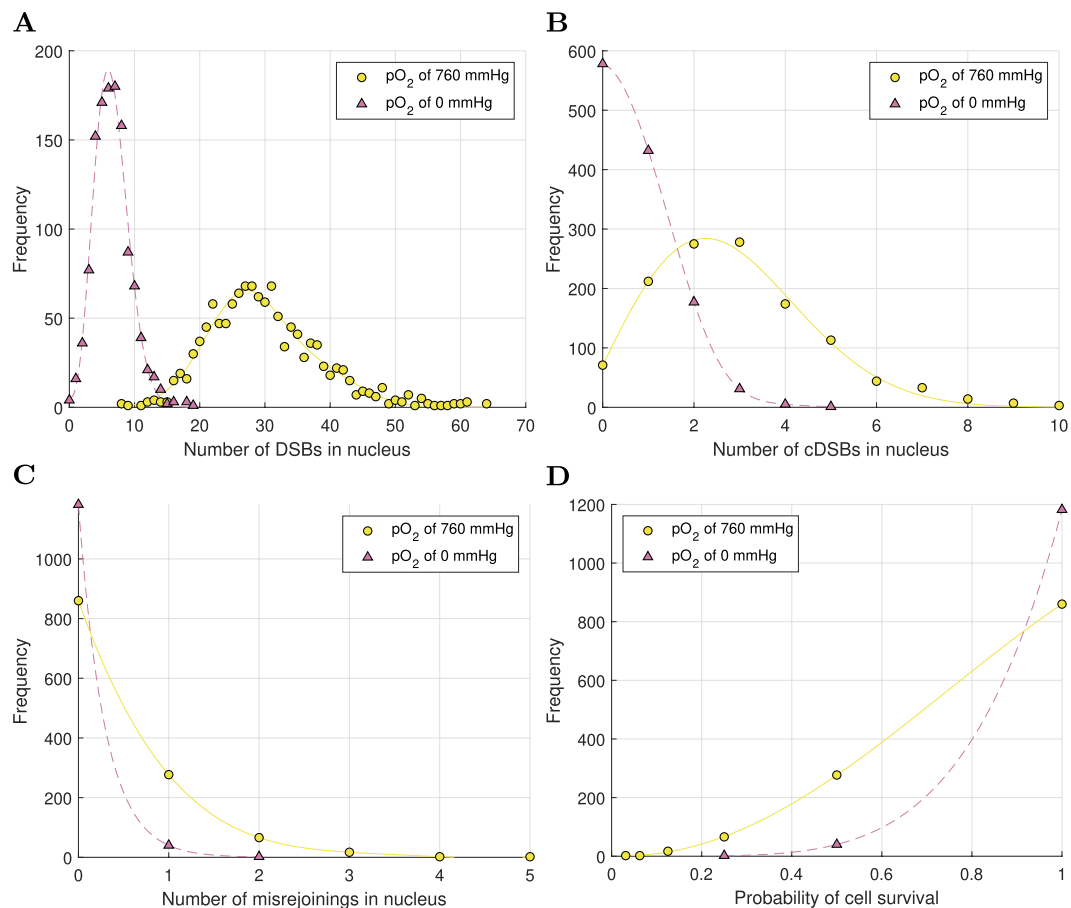 A
200
150
100
50
0
Frequency
0 10 20 30 40 50 60 70
Number of DSBs in nucleus
pO2 of 760 mmHg
pO2 of 0 mmHg
B
600
500
400
300
200
100
0
Frequency
0 2 4 6 8 10
Number of cDSBs in nucleus
pO2 of 760 mmHg
pO2 of 0 mmHg
C
1000
800
600
400
200
0
Frequency
0 1 2 3 4 5
Number of misrejoinings in nucleus
pO2 of 760 mmHg
pO2 of 0 mmHg
D
1200
1000
800
600
400
200
0
Frequency
0 0.2 0.4 0.6 0.8 1
Probability of cell survival
pO2 of 760 mmHg
pO2 of 0 mmHg